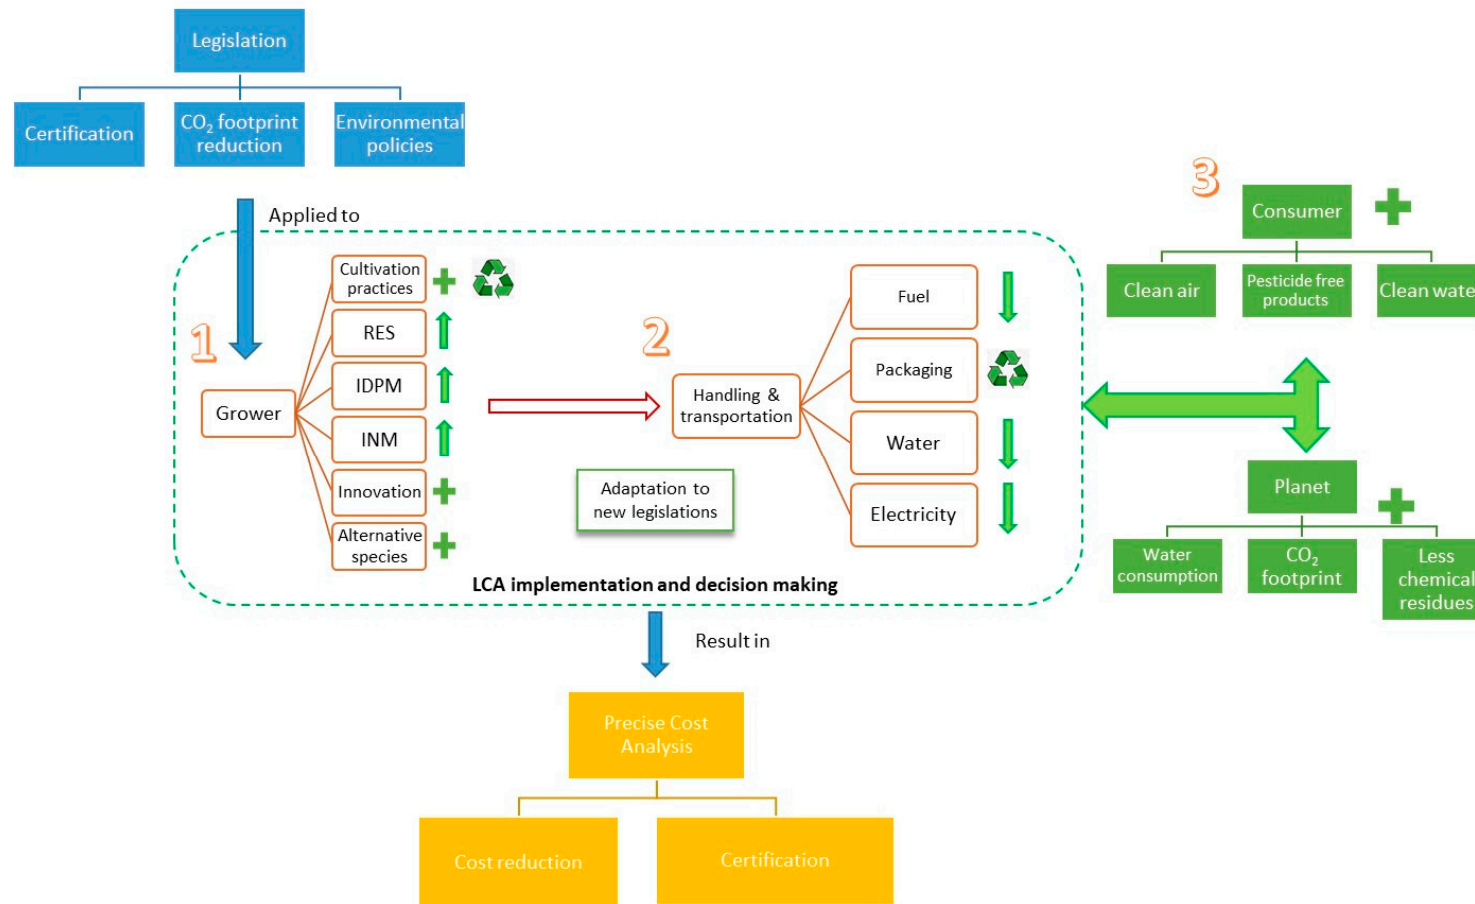 Legislation
Certification
CO₂ footprint
reduction
Environmental
policies
Applied to
1
Grower
Cultivation
practices
RES
IDPM
INM
Innovation
Alternative
species
2
Handling &
transportation
Fuel
Packaging
Water
Electricity
Adaptation to
new legislations
LCA implementation and decision making
3
Consumer
Clean air
Pesticide free
products
Clean water
Planet
Water
consumption
CO₂
footprint
Less
chemical
residues
Result in
Precise Cost
Analysis
Cost reduction
Certification